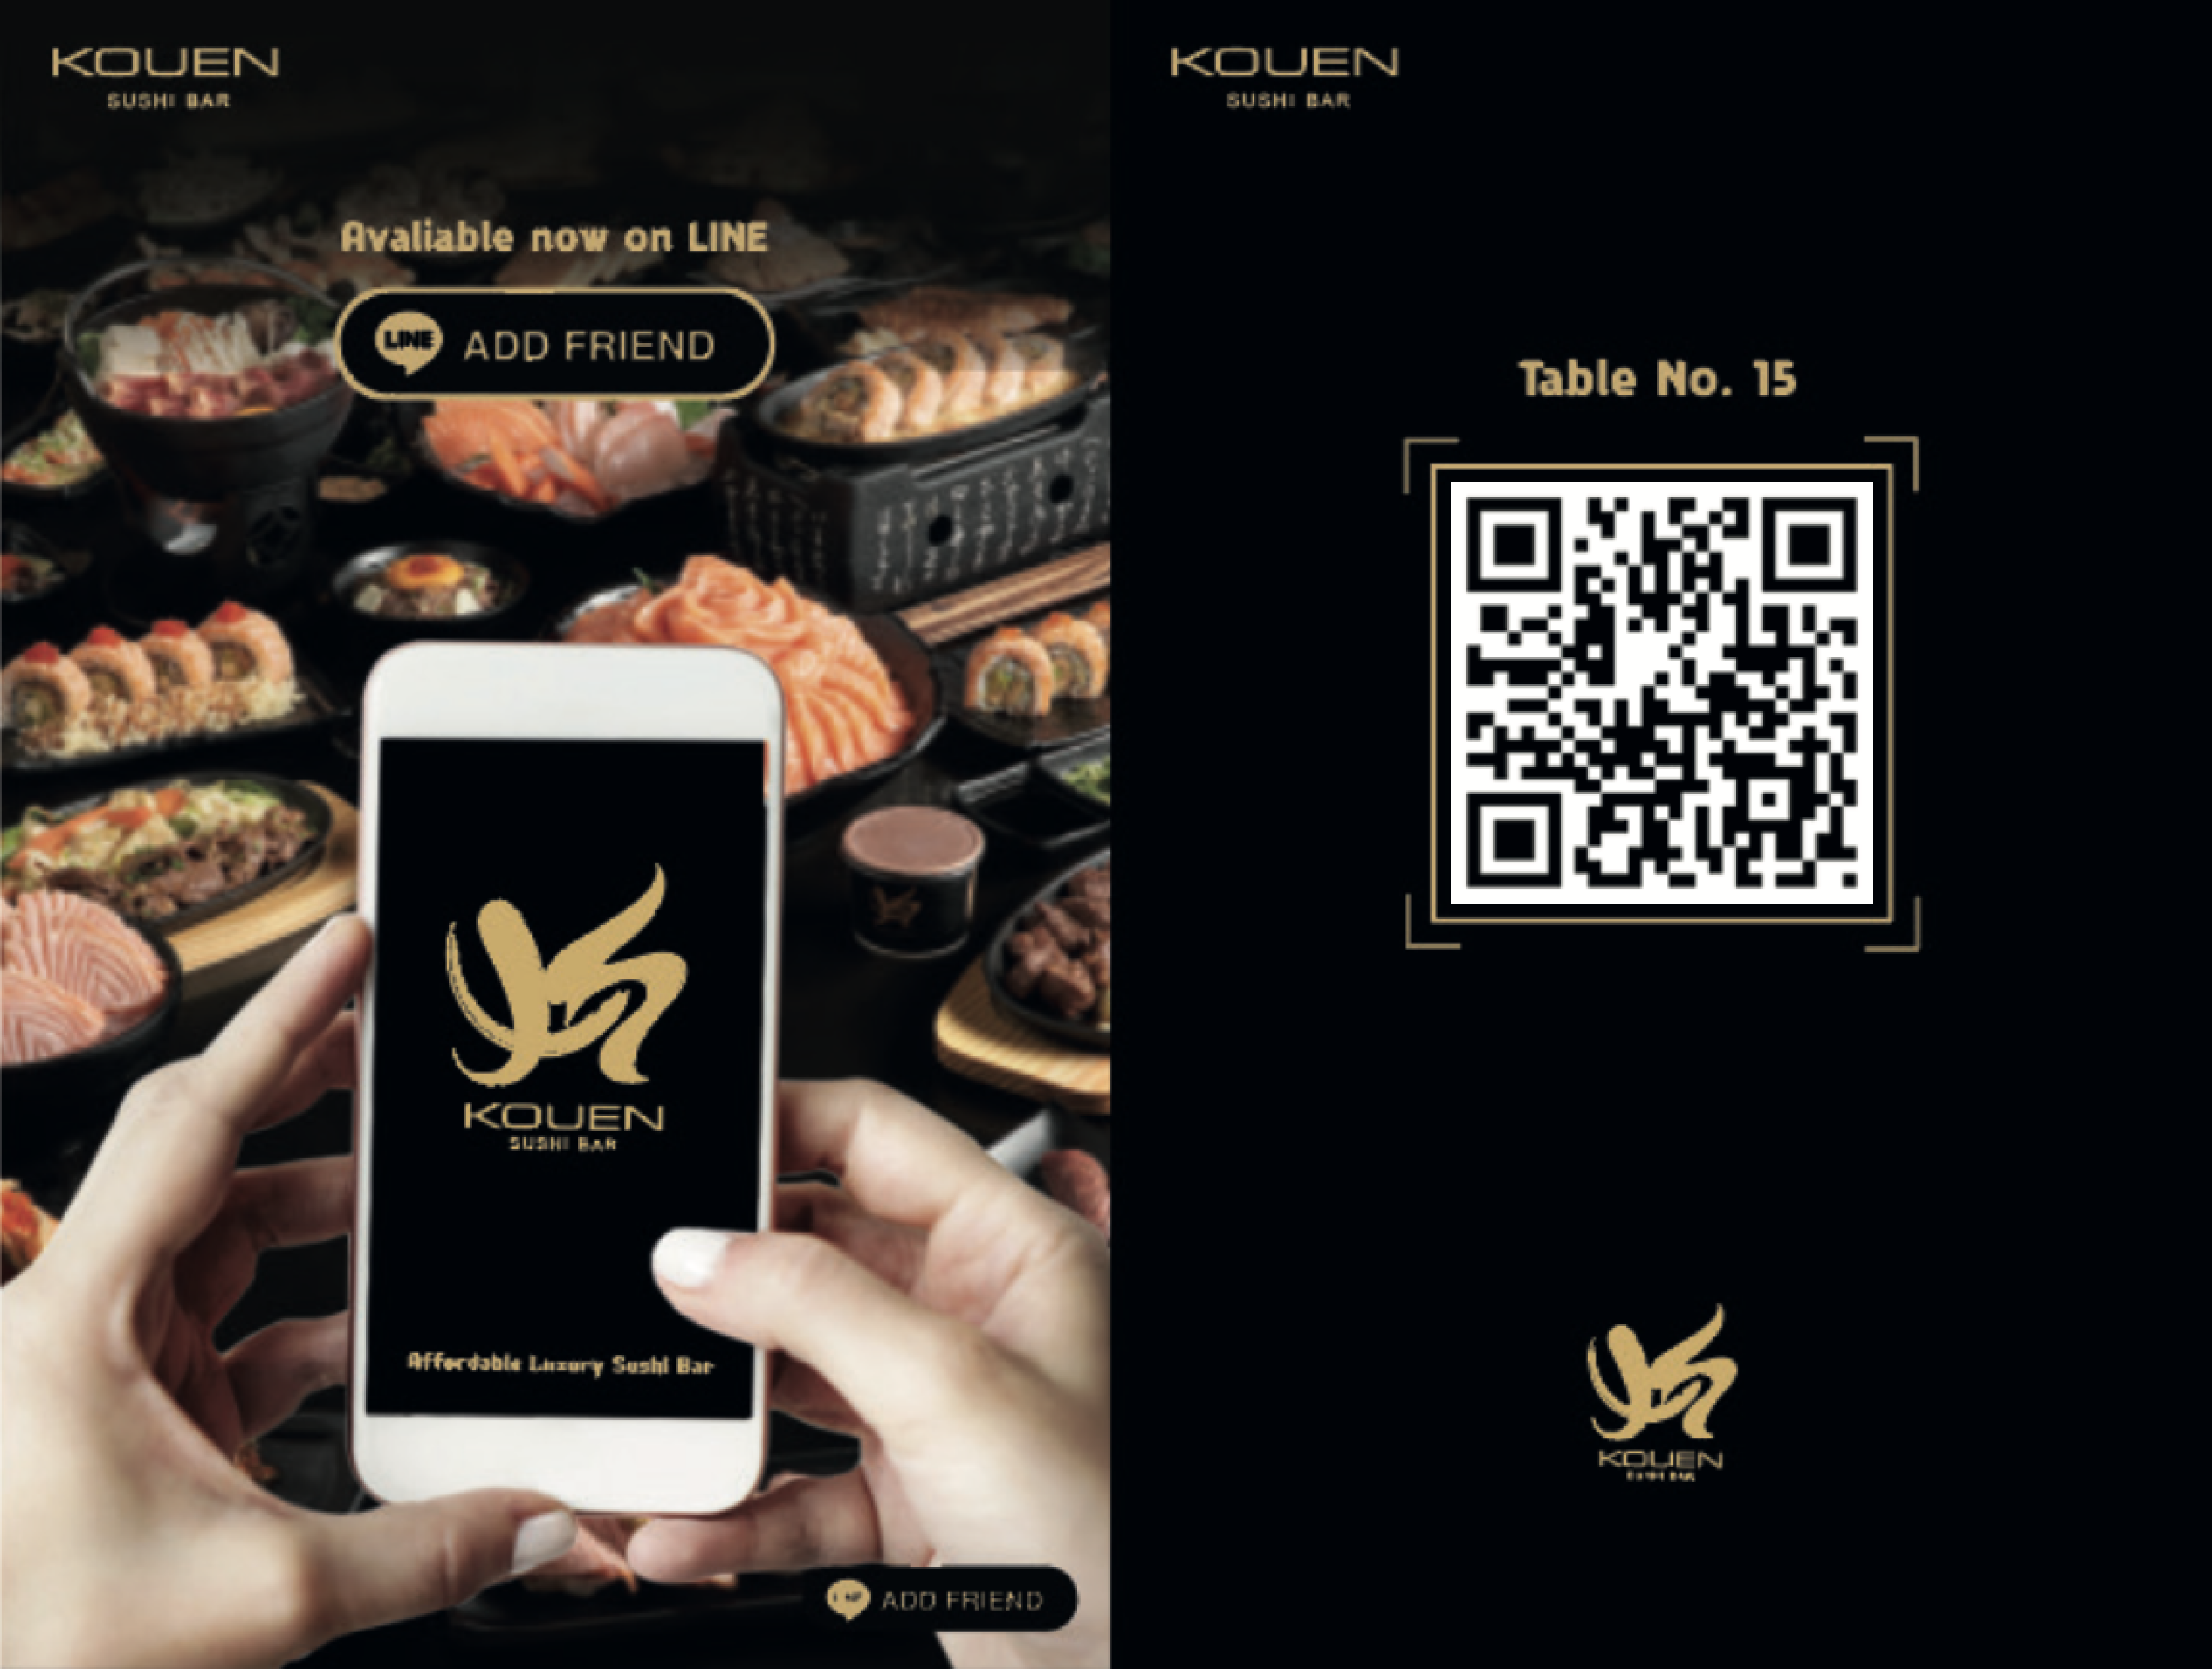 KOUEN
SUSHI BAR
Avaliable now on LINE
LINE ADD FRIEND
KOUEN
SUSHI BAR
Affordable Luxury Sushi Bar
LINE ADD FRIEND
KOUEN
SUSHI BAR
Table No. 15
KOUEN
SUSHI BAR